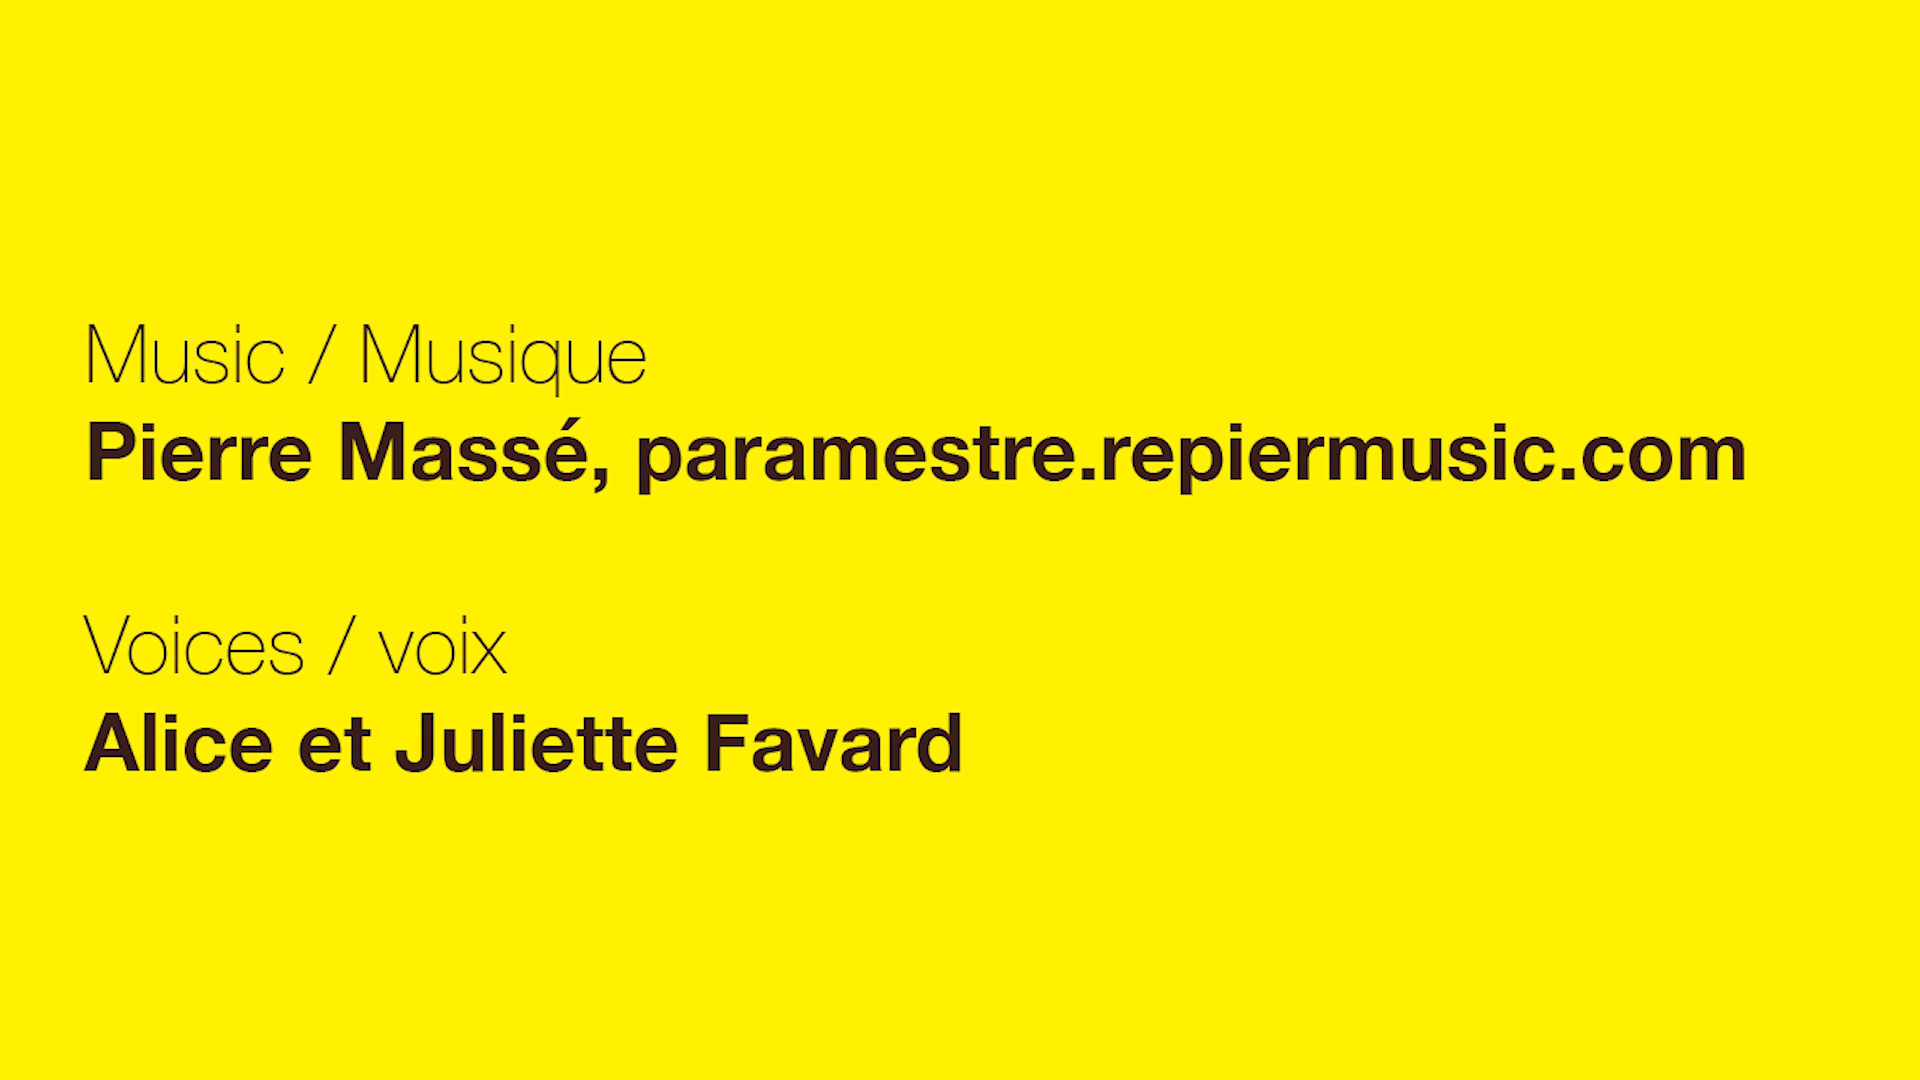 Music / Musique
Pierre Massé, paramestre.repiermusic.com
Voices / voix
Alice et Juliette Favard